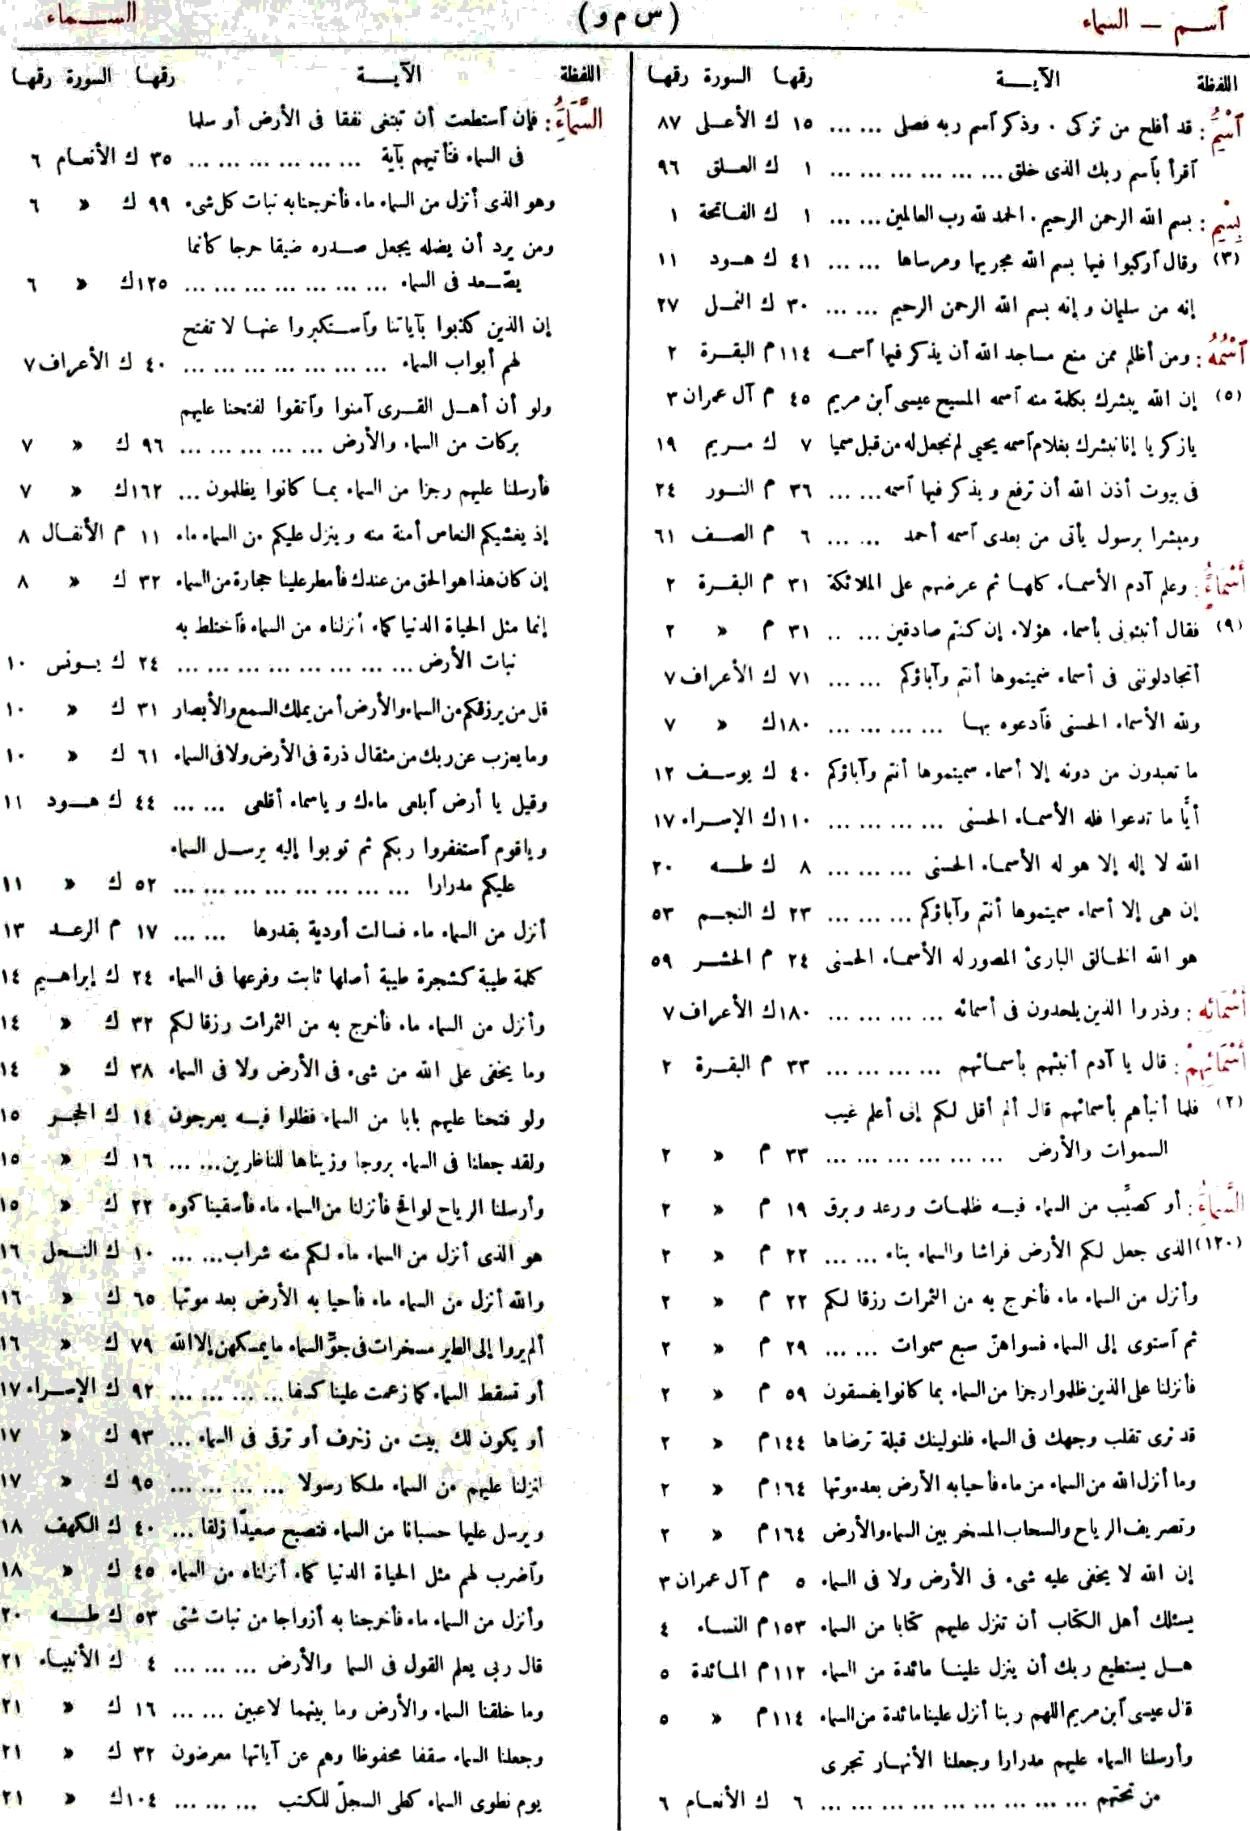 آسم – السماء
(س م و)
الســماء
اللفظة الآيــة رقها السورة رقها
آسْمُ : قد أفلح من تزكى . وذكر آسم ربه فصلى ... ... ١٥ ك الأعلى ٨٧
آقرأ بآسم ربك الذى خلق ... ... ... ... ... ... ١ ك العلق ٩٦
بِسْمِ : بسم الله الرحمن الرحيم . الحمد لله رب العالمين ... ... ١ ك الفاتحة ١
(٣) وقال آركبوا فيها بسم الله مجريها ومرساها ... ... ٤١ ك هود ١١
إنه من سليمان وإنه بسم الله الرحمن الرحيم ... ... ٣٠ ك النمل ٢٧
آسْمُهُ : ومن أظلم ممن منع مساجد الله أن يذكر فيها آسمه ١١٤ م البقرة ٢
(٥) إن الله يبشرك بكلمة منه آسمه المسيح عيسى آبن مريم ٤٥ م آل عمران ٣
يازكريا إنا نبشرك بغلام آسمه يحيى لم نجعل له من قبل سميا ٧ ك مريم ١٩
فى بيوت أذن الله أن ترفع ويذكر فيها آسمه ... ... ٣٦ م النور ٢٤
ومبشرا برسول يأتى من بعدى آسمه أحمد ... ... ٦ م الصف ٦١
أَسْمَاءُ : وعلم آدم الأسماء كلها ثم عرضهم على الملائكة ٣١ م البقرة ٢
(٩) فقال أنبئونى بأسماء هؤلاء إن كنتم صادقين ... .. ٣١ م » ٢
أتجادلوننى فى أسماء سميتموها أنتم وآباؤكم ... ... ٧١ ك الأعراف ٧
ولله الأسماء الحسنى فآدعوه بها ... ... ... ... ١٨٠ ك » ٧
ما تعبدون من دونه إلا أسماء سميتموها أنتم وآباؤكم ٤٠ ك يوسف ١٢
أيًّا ما تدعوا فله الأسماء الحسنى ... ... ... ... ١١٠ ك الإسراء ١٧
الله لا إله إلا هو له الأسماء الحسنى ... ... ... ٨ ك طه ٢٠
إن هى إلا أسماء سميتموها أنتم وآباؤكم ... ... ... ٢٣ ك النجم ٥٣
هو الله الخالق البارئ المصور له الأسماء الحسنى ٢٤ م الحشر ٥٩
أَسْمَائِه : وذروا الذين يلحدون فى أسمائه ... ... ... ... ١٨٠ ك الأعراف ٧
أَسْمَائِهِمْ : قال يا آدم أنبئهم بأسمائهم ... ... ... ... ٣٣ م البقرة ٢
(٢) فلما أنبأهم بأسمائهم قال ألم أقل لكم إنى أعلم غيب
السموات والأرض ... ... ... ... ... ... ... ٣٣ م » ٢
السَّمَاءُ : أو كصيِّب من السماء فيه ظلمات ورعد وبرق ١٩ م » ٢
(١٢٠) الذى جعل لكم الأرض فراشا والسماء بناء ... ... ٢٢ م » ٢
وأنزل من السماء ماء فأخرج به من الثمرات رزقا لكم ٢٢ م » ٢
ثم آستوى إلى السماء فسواهنّ سبع سموات ... ... ٢٩ م » ٢
فأنزلنا على الذين ظلموا رجزا من السماء بما كانوا يفسقون ٥٩ م » ٢
قد نرى تقلب وجهك فى السماء فلنولينك قبلة ترضاها ١٤٤ م » ٢
وما أنزل الله من السماء من ماء فأحيا به الأرض بعد موتها ١٦٤ م » ٢
وتصريف الرياح والسحاب المسخر بين السماء والأرض ١٦٤ م » ٢
إن الله لا يخفى عليه شىء فى الأرض ولا فى السماء ٥ م آل عمران ٣
يسئلك أهل الكتاب أن تنزل عليهم كتابا من السماء ١٥٣ م النساء ٤
هل يستطيع ربك أن ينزل علينا مائدة من السماء ١١٢ م المائدة ٥
قال عيسى آبن مريم اللهم ربنا أنزل علينا مائدة من السماء ١١٤ م » ٥
وأرسلنا السماء عليهم مدرارا وجعلنا الأنهار تجرى
من تحتهم ... ... ... ... ... ... ... ... ... ... ٦ ك الأنعام ٦
اللفظة الآيــة رقها السورة رقها
السَّمَاءُ : فإن آستطعت أن تبتغى نفقا فى الأرض أو سلما
فى السماء فتأتيهم بآية ... ... ... ... ... ... ... ٣٥ ك الأنعام ٦
وهو الذى أنزل من السماء ماء فأخرجنا به نبات كل شىء ٩٩ ك » ٦
ومن يرد أن يضله يجعل صدره ضيقا حرجا كأنما
يصّعد فى السماء ... ... ... ... ... ... ... ... ١٢٥ ك » ٦
إن الذين كذبوا بآياتنا وآستكبروا عنها لا تفتح
لهم أبواب السماء ... ... ... ... ... ... ... ... ٤٠ ك الأعراف ٧
ولو أن أهل القرى آمنوا وآتقوا لفتحنا عليهم
بركات من السماء والأرض ... ... ... ... ... ... ٩٦ ك » ٧
فأرسلنا عليهم رجزا من السماء بما كانوا يظلمون ... ١٦٢ ك » ٧
إذ يغشيكم النعاس أمنة منه وينزل عليكم من السماء ماء ١١ م الأنفال ٨
إن كان هذا هو الحق من عندك فأمطر علينا حجارة من السماء ٣٢ ك » ٨
إنما مثل الحياة الدنيا كماء أنزلناه من السماء فآختلط به
نبات الأرض ... ... ... ... ... ... ... ... ... ٢٤ ك يونس ١٠
قل من يرزقكم من السماء والأرض أمن يملك السمع والأبصار ٣١ ك » ١٠
وما يعزب عن ربك من مثقال ذرة فى الأرض ولا فى السماء ٦١ ك » ١٠
وقيل يا أرض آبلعى ماءك وياسماء أقلعى ... ... ٤٤ ك هود ١١
وياقوم آستغفروا ربكم ثم توبوا إليه يرسل السماء
عليكم مدرارا ... ... ... ... ... ... ... ... ... ٥٢ ك » ١١
أنزل من السماء ماء فسالت أودية بقدرها ... ... ١٧ م الرعد ١٣
كلمة طيبة كشجرة طيبة أصلها ثابت وفرعها فى السماء ٢٤ ك إبراهيم ١٤
وأنزل من السماء ماء فأخرج به من الثمرات رزقا لكم ٣٢ ك » ١٤
وما يخفى على الله من شىء فى الأرض ولا فى السماء ٣٨ ك » ١٤
ولو فتحنا عليهم بابا من السماء فظلوا فيه يعرجون ١٤ ك الحجر ١٥
ولقد جعلنا فى السماء بروجا وزيناها للناظرين ... ... ١٦ ك » ١٥
وأرسلنا الرياح لواقح فأنزلنا من السماء ماء فأسقينا كموه ٢٢ ك » ١٥
هو الذى أنزل من السماء ماء لكم منه شراب ... ... ١٠ ك النحل ١٦
والله أنزل من السماء ماء فأحيا به الأرض بعد موتها ٦٥ ك » ١٦
ألم يروا إلى الطير مسخرات فى جوِّ السماء ما يمسكهن إلا الله ٧٩ ك » ١٦
أو تسقط السماء كما زعمت علينا كسفا ... ... ... ... ٩٢ ك الإسراء ١٧
أو يكون لك بيت من زخرف أو ترقى فى السماء ... ٩٣ ك » ١٧
لنزلنا عليهم من السماء ملكا رسولا ... ... ... ... ٩٥ ك » ١٧
ويرسل عليها حسبانا من السماء فتصبح صعيدًا زلقا ... ٤٠ ك الكهف ١٨
وآضرب لهم مثل الحياة الدنيا كماء أنزلناه من السماء ٤٥ ك » ١٨
وأنزل من السماء ماء فأخرجنا به أزواجا من نبات شتى ٥٣ ك طه ٢٠
قال ربى يعلم القول فى السما والأرض ... ... ... ٤ ك الأنبياء ٢١
وما خلقنا السماء والأرض وما بينهما لاعبين ... ... ١٦ ك » ٢١
وجعلنا السماء سقفا محفوظا وهم عن آياتها معرضون ٣٢ ك » ٢١
يوم نطوى السماء كطى السجلّ للكتب ... ... ... ١٠٤ ك » ٢١